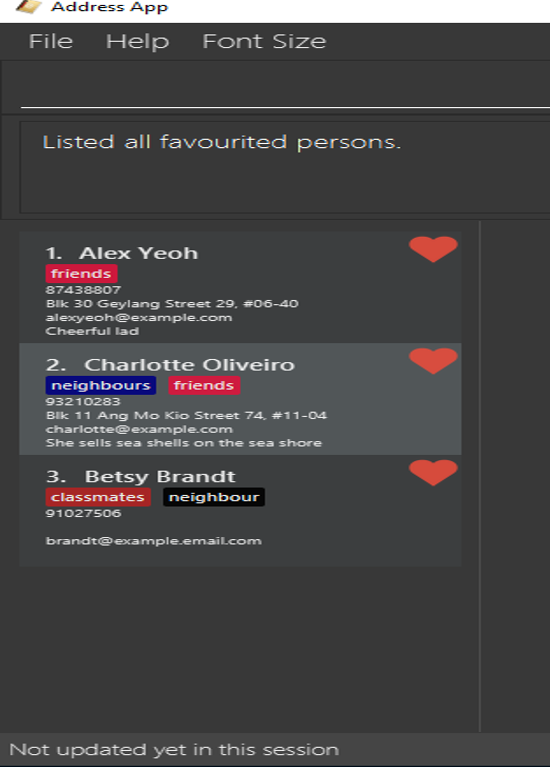 Address App
File Help Font Size
Listed all favourited persons.
1. Alex Yeoh
friends
87438807
Blk 30 Geylang Street 29, #06-40
alexyeoh@example.com
Cheerful lad
2. Charlotte Oliveiro
neighbours friends
93210283
Blk 11 Ang Mo Kio Street 74, #11-04
charlotte@example.com
She sells sea shells on the sea shore
3. Betsy Brandt
classmates neighbour
91027506
brandt@example.email.com
Not updated yet in this session